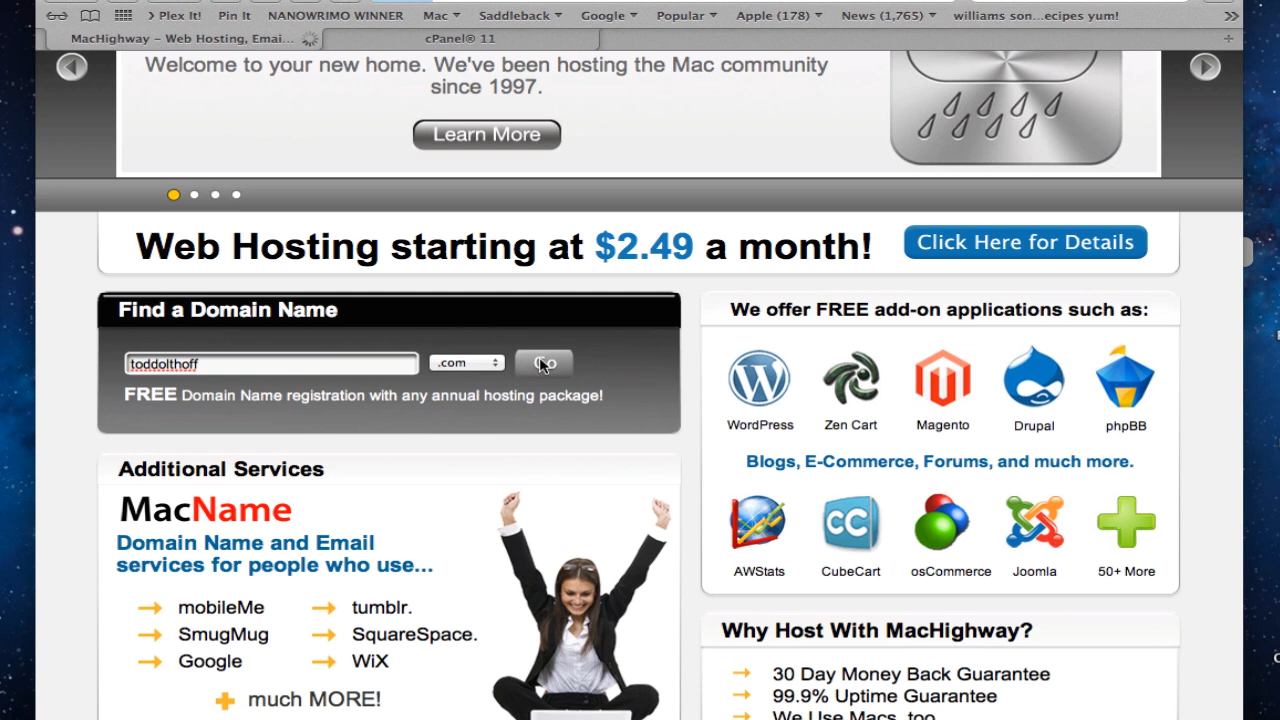 Plex It! Pin It NANOWRIMO WINNER Mac Saddleback Google Popular Apple (178) News (1,765) williams son...ecipes yum!
MacHighway – Web Hosting, Emai... cPanel® 11
Welcome to your new home. We've been hosting the Mac community
since 1997.
Learn More
Web Hosting starting at $2.49 a month! Click Here for Details
Find a Domain Name
toddolthoff .com Go
FREE Domain Name registration with any annual hosting package!
We offer FREE add-on applications such as:
WordPress Zen Cart Magento Drupal phpBB
Blogs, E-Commerce, Forums, and much more.
AWStats CubeCart osCommerce Joomla 50+ More
Additional Services
MacName
Domain Name and Email
services for people who use...
mobileMe tumblr.
SmugMug SquareSpace.
Google WiX
much MORE!
Why Host With MacHighway?
30 Day Money Back Guarantee
99.9% Uptime Guarantee
We Use Macs, too